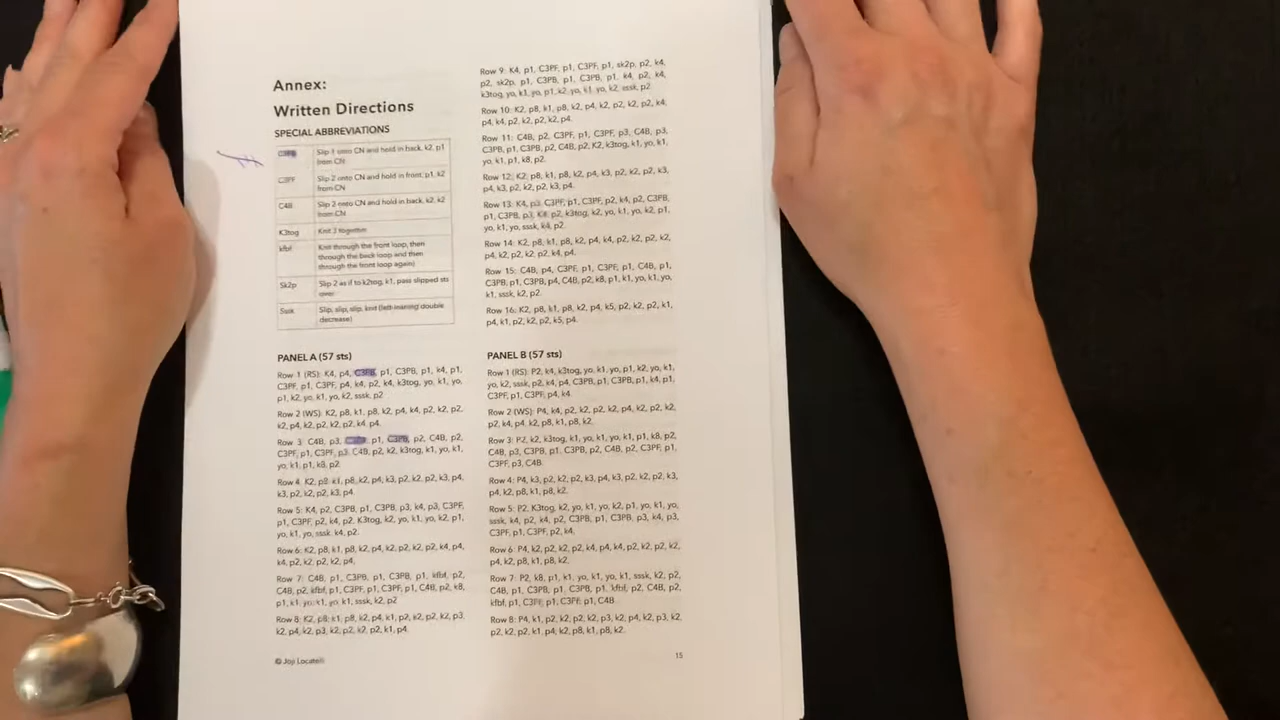 Annex:
Written Directions
SPECIAL ABBREVIATIONS
C3PB Slip 1 onto CN and hold in back, k2, p1
from CN
C3PF Slip 2 onto CN and hold in front, p1, k2
from CN
C4B Slip 2 onto CN and hold in back, k2, k2
from CN
K3tog Knit 3 together
kfbf Knit through the front loop, then
through the back loop and then
through the front loop again)
Sk2p Slip 2 as if to k2tog, k1, pass slipped sts
over
Sssk Slip, slip, slip, knit (left-leaning double
decrease)
PANEL A (57 sts)
Row 1 (RS): K4, p4, C3PB, p1, C3PB, p1, k4, p1,
C3PF, p1, C3PF, p4, k4, p2, k4, k3tog, yo, k1, yo,
p1, k2, yo, k1, yo, k2, sssk, p2
Row 2 (WS): K2, p8, k1, p8, k2, p4, k4, p2, k2, p2,
k2, p4, k2, p2, k2, p2, k4, p4.
Row 3: C4B, p3, p1, C3PB, p2, C4B, p2,
C3PF, p1, C3PF, p3, C4B, p2, k2, k3tog, k1, yo, k1,
yo, k1, p1, k8, p2.
Row 4: K2, p8, k1, p8, k2, p4, k3, p2, k2, p2, k3, p4,
k3, p2, k2, p2, k3, p4.
Row 5: K4, p2, C3PB, p1, C3PB, p3, k4, p3, C3PF,
p1, C3PF, p2, k4, p2, K3tog, k2, yo, k1, yo, k2, p1,
yo, k1, yo, sssk, k4, p2.
Row 6: K2, p8, k1, p8, k2, p4, k2, p2, k2, p2, k4, p4,
k4, p2, k2, p2, k2, p4.
Row 7: C4B, p1, C3PB, p1, C3PB, p1, kfbf, p2,
C4B, p2, kfbf, p1, C3PF, p1, C3PF, p1, C4B, p2, k8,
p1, k1, yo, k1, yo, k1, sssk, k2, p2
Row 8: K2, p8, k1, p8, k2, p4, k1, p2, k2, p2, k2, p3,
k2, p4, k2, p3, k2, p2, k2, p2, k1, p4.
Row 9: K4, p1, C3PF, p1, C3PF, p1, sk2p, p2, k4,
p2, sk2p, p1, C3PB, p1, C3PB, p1, k4, p2, k4,
k3tog, yo, k1, yo, p1, k2, yo, k1, yo, k2, sssk, p2.
Row 10: K2, p8, k1, p8, k2, p4, k2, p2, k2, p2, k4,
p4, k4, p2, k2, p2, k2, p4.
Row 11: C4B, p2, C3PF, p1, C3PF, p3, C4B, p3,
C3PB, p1, C3PB, p2, C4B, p2, K2, k3tog, k1, yo, k1,
yo, k1, p1, k8, p2.
Row 12: K2, p8, k1, p8, k2, p4, k3, p2, k2, p2, k3,
p4, k3, p2, k2, p2, k3, p4.
Row 13: K4, p3, C3PF, p1, C3PF, p2, k4, p2, C3PB,
p1, C3PB, p3, K4, p2, k3tog, k2, yo, k1, yo, k2, p1,
yo, k1, yo, sssk, k4, p2.
Row 14: K2, p8, k1, p8, k2, p4, k4, p2, k2, p2, k2,
p4, k2, p2, k2, p2, k4, p4.
Row 15: C4B, p4, C3PF, p1, C3PF, p1, C4B, p1,
C3PB, p1, C3PB, p4, C4B, p2, k8, p1, k1, yo, k1, yo,
k1, sssk, k2, p2.
Row 16: K2, p8, k1, p8, k2, p4, k5, p2, k2, p2, k1,
p4, k1, p2, k2, p2, k5, p4.
PANEL B (57 sts)
Row 1 (RS): P2, k4, k3tog, yo, k1, yo, p1, k2, yo, k1,
yo, k2, sssk, p2, k4, p4, C3PB, p1, C3PB, p1, k4, p1,
C3PF, p1, C3PF, p4, k4
Row 2 (WS): P4, k4, p2, k2, p2, k2, p4, k2, p2, k2,
p2, k4, p4, k2, p8, k1, p8, k2.
Row 3: P2, k2, k3tog, k1, yo, k1, yo, k1, p1, k8, p2,
C4B, p3, C3PB, p1, C3PB, p2, C4B, p2, C3PF, p1,
C3PF, p3, C4B.
Row 4: P4, k3, p2, k2, p2, k3, p4, k3, p2, k2, p2, k3,
p4, k2, p8, k1, p8, k2.
Row 5: P2, K3tog, k2, yo, k1, yo, k2, p1, yo, k1, yo,
sssk, k4, p2, k4, p2, C3PB, p1, C3PB, p3, k4, p3,
C3PF, p1, C3PF, p2, k4,
Row 6: P4, k2, p2, k2, p2, k4, p4, k4, p2, k2, p2, k2,
p4, k2, p8, k1, p8, k2.
Row 7: P2, k8, p1, k1, yo, k1, yo, k1, sssk, k2, p2,
C4B, p1, C3PB, p1, C3PB, p1, kfbf, p2, C4B, p2,
kfbf, p1, C3PF, p1, C3PF, p1, C4B.
Row 8: P4, k1, p2, k2, p2, k2, p3, k2, p4, k2, p3, k2,
p2, k2, p2, k1, p4, k2, p8, k1, p8, k2.
© Joji Locatelli
15